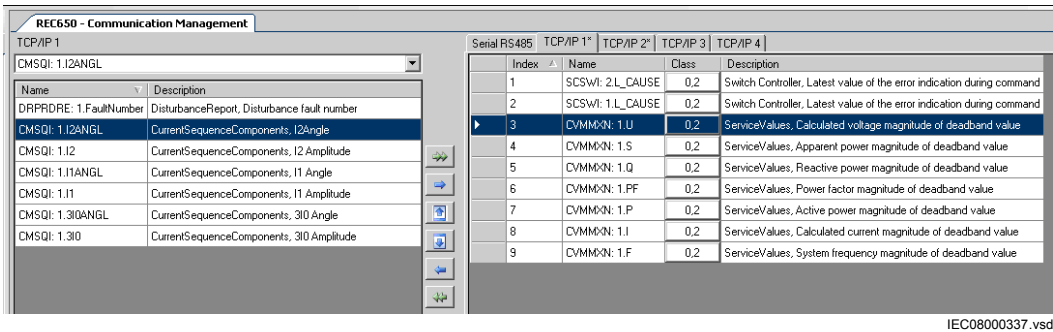 REC650 - Communication Management
TCP/IP 1
CMSQI: 1.I2ANGL
Name Description
DRPRDRE: 1.FaultNumber DisturbanceReport, Disturbance fault number
CMSQI: 1.I2ANGL CurrentSequenceComponents, I2Angle
CMSQI: 1.I2 CurrentSequenceComponents, I2 Amplitude
CMSQI: 1.I1ANGL CurrentSequenceComponents, I1 Angle
CMSQI: 1.I1 CurrentSequenceComponents, I1 Amplitude
CMSQI: 1.3I0ANGL CurrentSequenceComponents, 3I0 Angle
CMSQI: 1.3I0 CurrentSequenceComponents, 3I0 Amplitude
Serial RS485 TCP/IP 1* TCP/IP 2* TCP/IP 3 TCP/IP 4
Index Name Class Description
1 SCSWI: 2.L_CAUSE 0,2 Switch Controller, Latest value of the error indication during command
2 SCSWI: 1.L_CAUSE 0,2 Switch Controller, Latest value of the error indication during command
3 CVMMXN: 1.U 0,2 ServiceValues, Calculated voltage magnitude of deadband value
4 CVMMXN: 1.S 0,2 ServiceValues, Apparent power magnitude of deadband value
5 CVMMXN: 1.Q 0,2 ServiceValues, Reactive power magnitude of deadband value
6 CVMMXN: 1.PF 0,2 ServiceValues, Power factor magnitude of deadband value
7 CVMMXN: 1.P 0,2 ServiceValues, Active power magnitude of deadband value
8 CVMMXN: 1.I 0,2 ServiceValues, Calculated current magnitude of deadband value
9 CVMMXN: 1.F 0,2 ServiceValues, System frequency magnitude of deadband value
IEC08000337.vsd